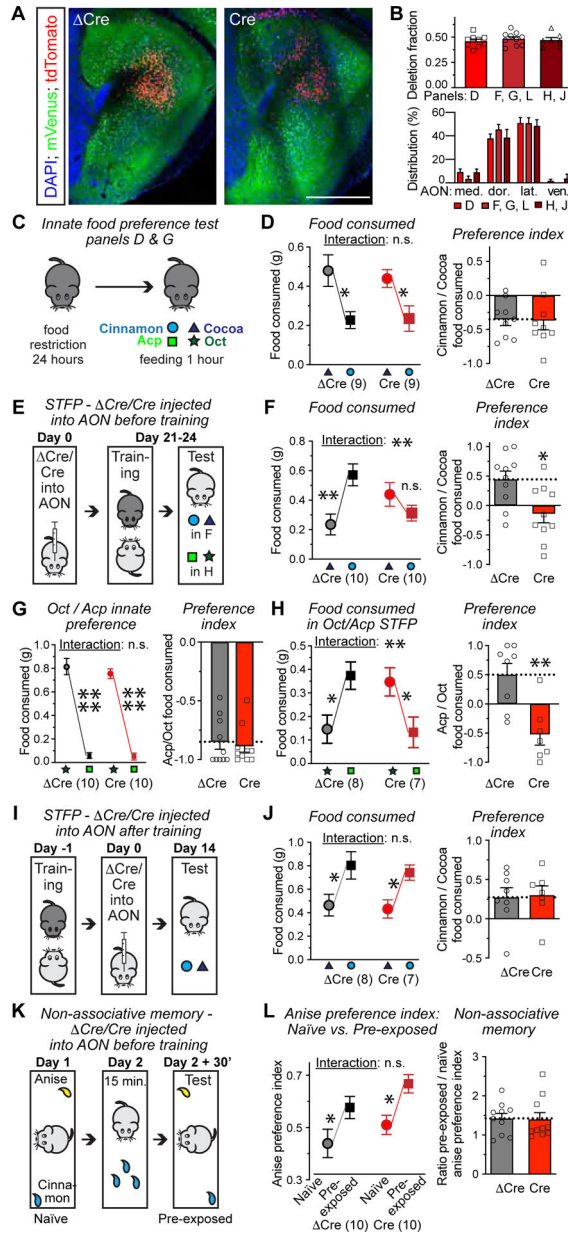 A
ΔCre
Cre
DAPI; mVenus; tdTomato
B
Deletion fraction
0.50
0.25
0.00
Panels: D F, G, L H, J
Distribution (%)
60
40
20
0
AON: med. dor. lat. ven.
D F, G, L H, J
C
Innate food preference test
panels D & G
food
restriction
24 hours
Cinnamon Cocoa
Acp Oct
feeding 1 hour
D
Food consumed
Interaction: n.s.
Food consumed (g)
0.6
0.4
0.2
0.0
*
*
ΔCre (9) Cre (9)
Preference index
Cinnamon / Cocoa
food consumed
1.0
0.5
0.0
-0.5
-1.0
ΔCre Cre
E
STFP - ΔCre/Cre injected
into AON before training
Day 0 Day 21-24
ΔCre/
Cre
into
AON
Train-
ing
Test
in F
in H
F
Food consumed
Interaction: **
Food consumed (g)
0.8
0.6
0.4
0.2
0.0
**
n.s.
ΔCre (10) Cre (10)
Preference
index
Cinnamon / Cocoa
food consumed
1.0
0.5
0.0
-0.5
-1.0
*
ΔCre Cre
G
Oct / Acp innate
preference
Interaction: n.s.
Food consumed (g)
1.0
0.8
0.6
0.4
0.2
0.0
**
**
**
**
ΔCre (10) Cre (10)
Preference
index
Acp/Oct food consumed
0.0
-0.5
-1.0
ΔCre Cre
H
Food consumed
in Oct/Acp STFP
Interaction: **
Food consumed (g)
0.6
0.4
0.2
0.0
*
*
ΔCre (8) Cre (7)
Preference
index
Acp / Oct
food consumed
1.0
0.5
0.0
-0.5
-1.0
**
ΔCre Cre
I
STFP - ΔCre/Cre injected
into AON after training
Day -1 Day 0 Day 14
Train-
ing
ΔCre/
Cre
into
AON
Test
J
Food consumed
Interaction: n.s.
Food consumed (g)
1.0
0.8
0.6
0.4
0.2
0.0
*
*
ΔCre (8) Cre (7)
Preference
index
Cinnamon / Cocoa
food consumed
1.0
0.5
0.0
-0.5
ΔCre Cre
K
Non-associative memory -
ΔCre/Cre injected
into AON before training
Day 1 Day 2 Day 2 + 30’
Anise
15 min.
Test
Cinna-
mon
Naïve
Pre-exposed
L
Anise preference index:
Naïve vs. Pre-exposed
Interaction: n.s.
Anise preference index
0.7
0.5
0.3
*
*
Naïve
Pre-
exposed
Naïve
Pre-
exposed
ΔCre (10) Cre (10)
Non-associative
memory
Ratio pre-exposed / naïve
anise preference index
3
2
1
0
ΔCre Cre